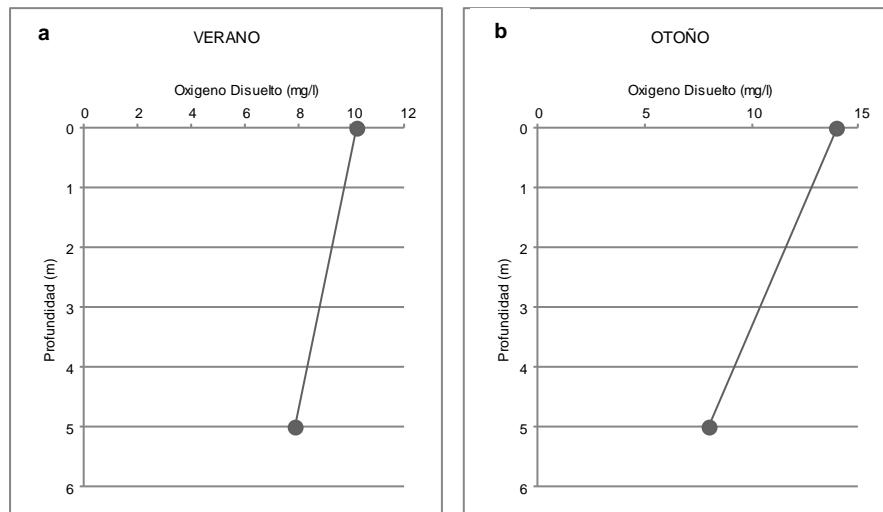 a
VERANO
Oxigeno Disuelto (mg/l)
0 2 4 6 8 10 12
0
1
2
3
4
5
6
Profundidad (m)
b
OTOÑO
Oxigeno Disuelto (mg/l)
0 5 10 15
0
1
2
3
4
5
6
Profundidad (m)